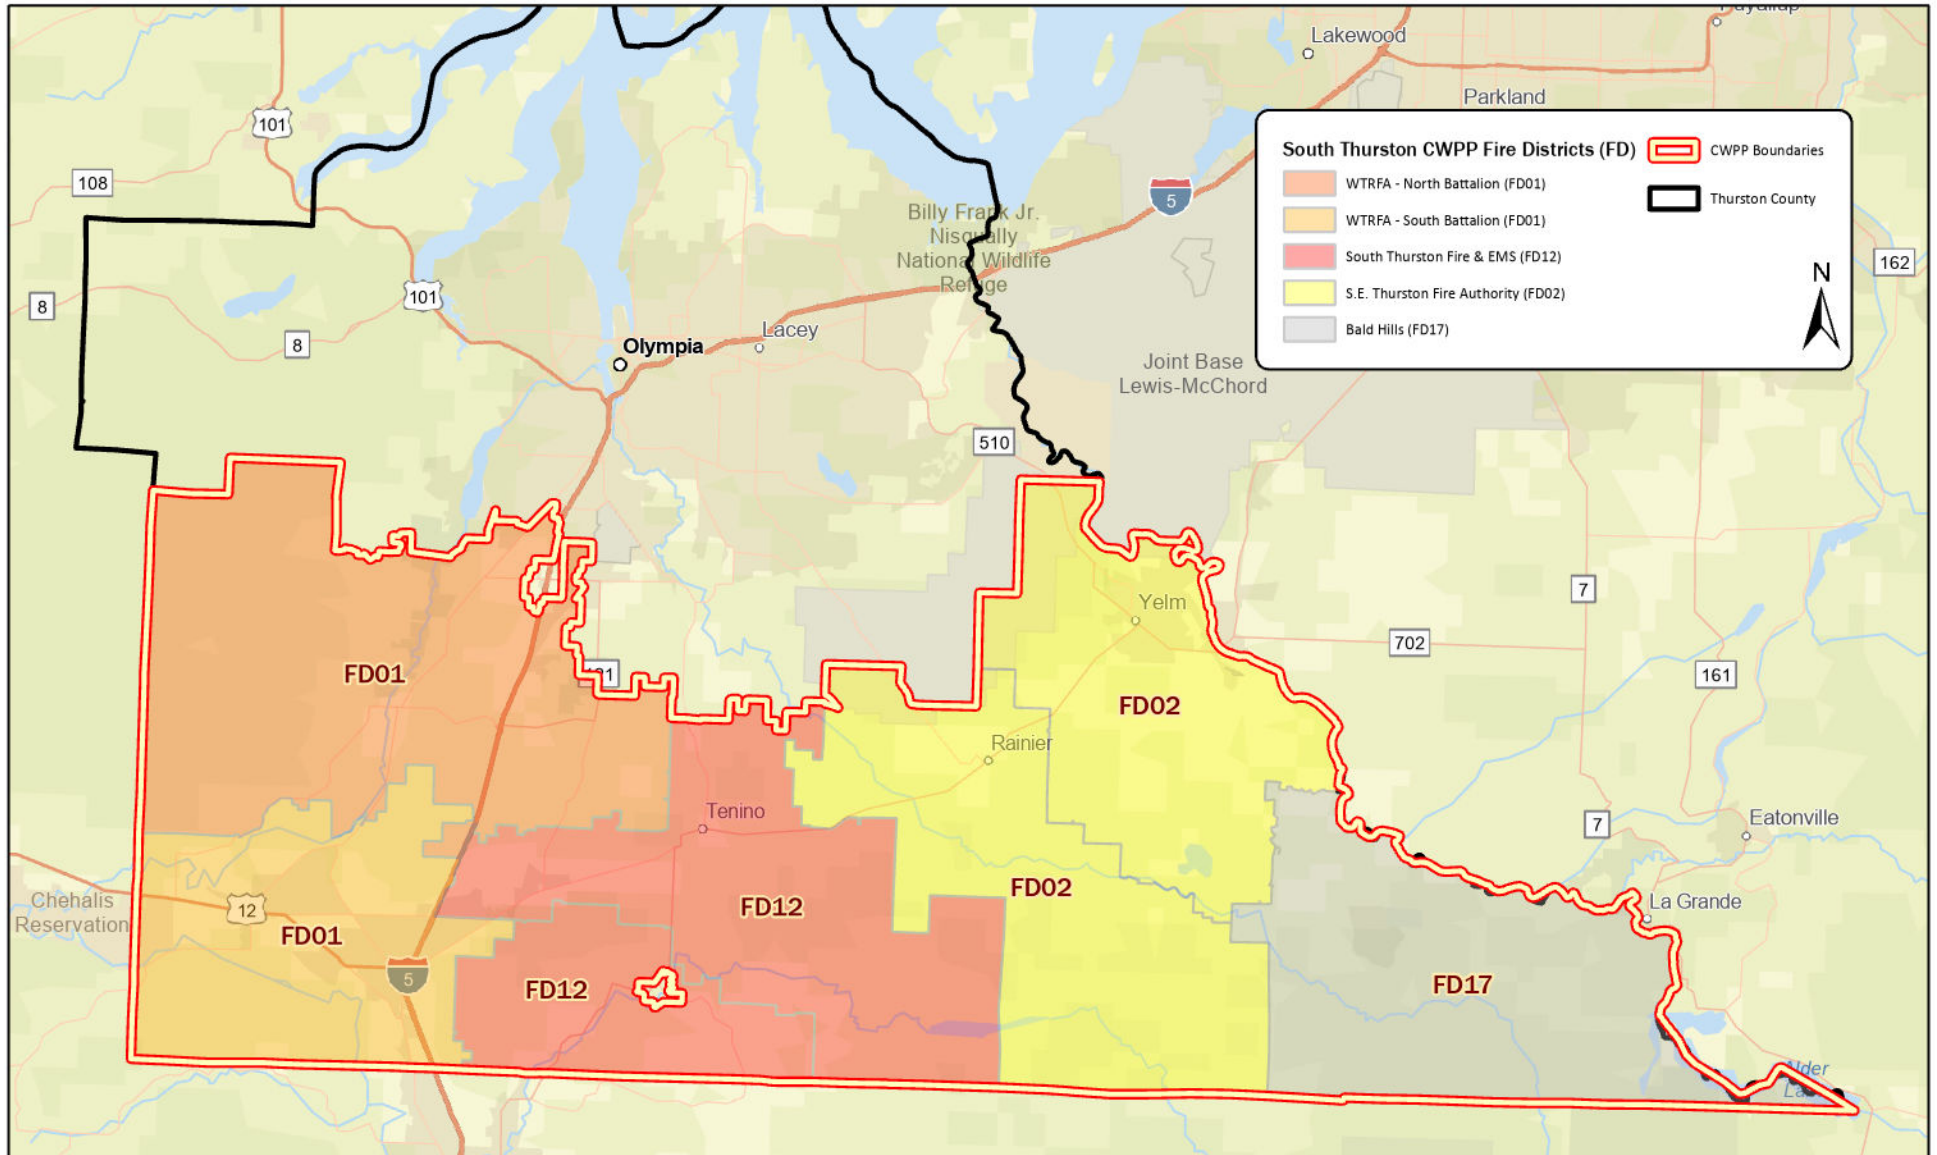 Puyallup
Lakewood
Parkland
101
108
South Thurston CWPP Fire Districts (FD)
WTRFA - North Battalion (FD01)
WTRFA - South Battalion (FD01)
South Thurston Fire & EMS (FD12)
S.E. Thurston Fire Authority (FD02)
Bald Hills (FD17)
CWPP Boundaries
Thurston County
N
5
Billy Frank Jr.
Nisqually
National Wildlife
Refuge
162
8
101
8
Olympia
Lacey
Joint Base
Lewis-McChord
510
7
Yelm
702
FD01
161
FD02
Rainier
Tenino
7
Eatonville
Chehalis
Reservation
12
FD01
FD12
FD02
La Grande
5
FD12
FD17
Alder